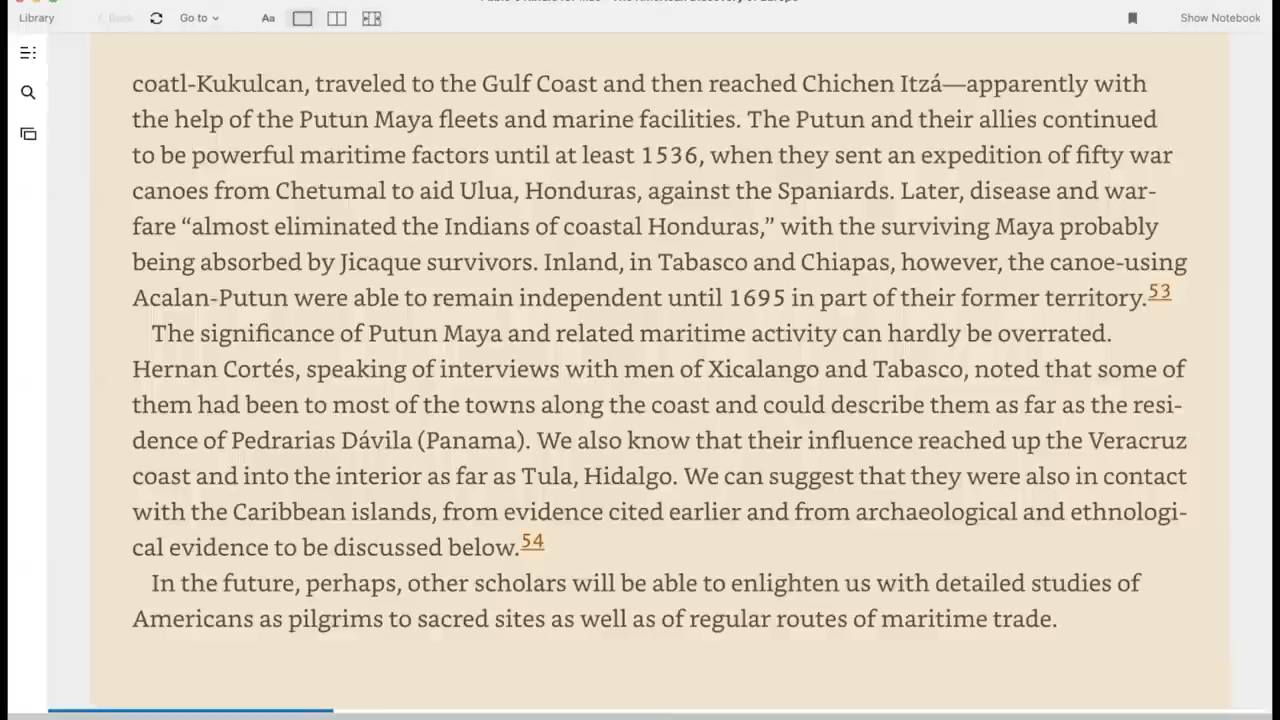 Library
Back
Go to
Aa
Show Notebook
coatl-Kukulcan, traveled to the Gulf Coast and then reached Chichen Itzá—apparently with
the help of the Putun Maya fleets and marine facilities. The Putun and their allies continued
to be powerful maritime factors until at least 1536, when they sent an expedition of fifty war
canoes from Chetumal to aid Ulua, Honduras, against the Spaniards. Later, disease and war-
fare “almost eliminated the Indians of coastal Honduras,” with the surviving Maya probably
being absorbed by Jicaque survivors. Inland, in Tabasco and Chiapas, however, the canoe-using
Acalan-Putun were able to remain independent until 1695 in part of their former territory.53
The significance of Putun Maya and related maritime activity can hardly be overrated.
Hernan Cortés, speaking of interviews with men of Xicalango and Tabasco, noted that some of
them had been to most of the towns along the coast and could describe them as far as the resi-
dence of Pedrarias Dávila (Panama). We also know that their influence reached up the Veracruz
coast and into the interior as far as Tula, Hidalgo. We can suggest that they were also in contact
with the Caribbean islands, from evidence cited earlier and from archaeological and ethnologi-
cal evidence to be discussed below.54
In the future, perhaps, other scholars will be able to enlighten us with detailed studies of
Americans as pilgrims to sacred sites as well as of regular routes of maritime trade.